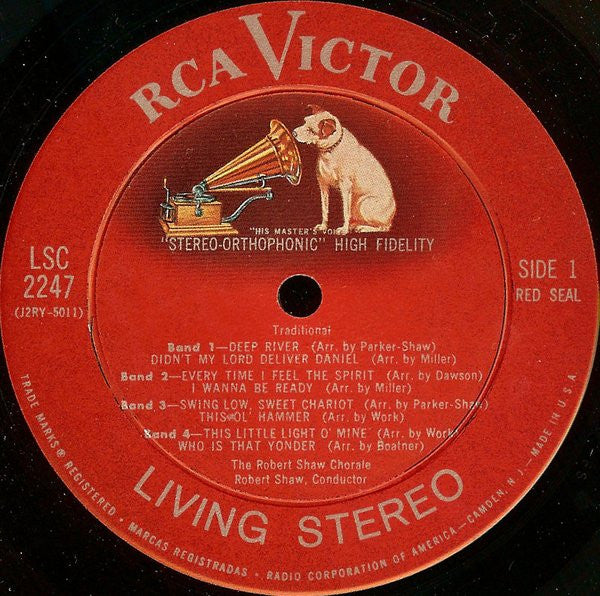 RCA VICTOR
"HIS MASTER'S VOICE"
"STEREO-ORTHOPHONIC" HIGH FIDELITY
LSC
2247
(J2RY-5011)
SIDE 1
RED SEAL
Traditional
Band 1—DEEP RIVER (Arr. by Parker-Shaw)
DIDN'T MY LORD DELIVER DANIEL (Arr. by Miller)
Band 2—EVERY TIME I FEEL THE SPIRIT (Arr. by Dawson)
I WANNA BE READY (Arr. by Miller)
Band 3—SWING LOW, SWEET CHARIOT (Arr. by Parker-Shaw)
THIS OL' HAMMER (Arr. by Work)
Band 4—THIS LITTLE LIGHT O' MINE (Arr. by Work)
WHO IS THAT YONDER (Arr. by Boatner)
The Robert Shaw Chorale
Robert Shaw, Conductor
LIVING STEREO
TRADE MARKS ® REGISTERED • MARCAS REGISTRADAS • RADIO CORPORATION OF AMERICA—CAMDEN, N. J.—MADE IN U.S.A.